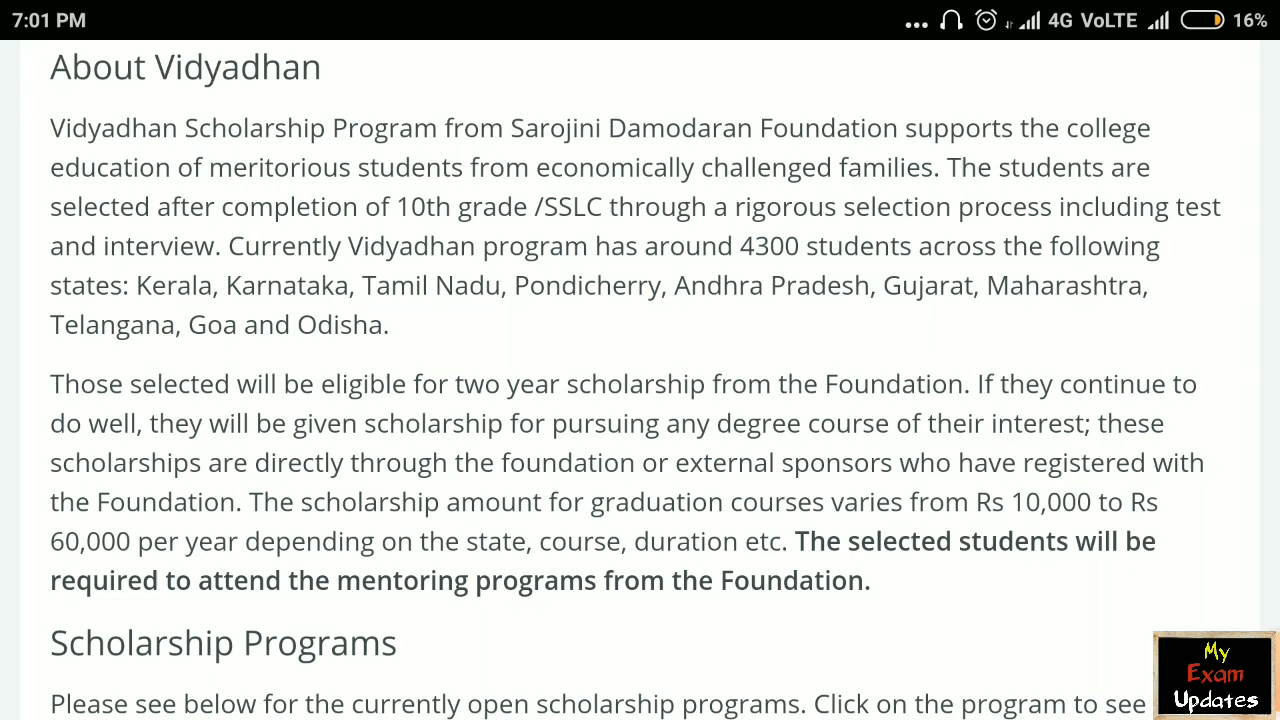 7:01 PM
... 4G VoLTE 16%
About Vidyadhan
Vidyadhan Scholarship Program from Sarojini Damodaran Foundation supports the college
education of meritorious students from economically challenged families. The students are
selected after completion of 10th grade /SSLC through a rigorous selection process including test
and interview. Currently Vidyadhan program has around 4300 students across the following
states: Kerala, Karnataka, Tamil Nadu, Pondicherry, Andhra Pradesh, Gujarat, Maharashtra,
Telangana, Goa and Odisha.
Those selected will be eligible for two year scholarship from the Foundation. If they continue to
do well, they will be given scholarship for pursuing any degree course of their interest; these
scholarships are directly through the foundation or external sponsors who have registered with
the Foundation. The scholarship amount for graduation courses varies from Rs 10,000 to Rs
60,000 per year depending on the state, course, duration etc. The selected students will be
required to attend the mentoring programs from the Foundation.
Scholarship Programs
Please see below for the currently open scholarship programs. Click on the program to see
My
Exam
Updates